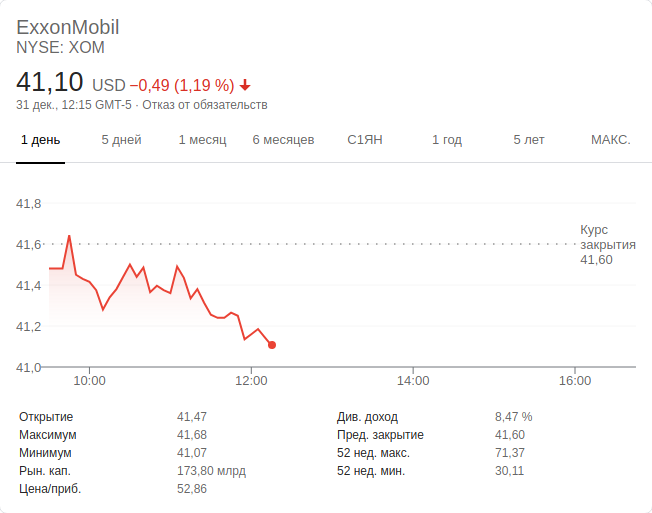 ExxonMobil
NYSE: XOM
41,10 USD −0,49 (1,19 %)
31 дек., 12:15 GMT-5 · Отказ от обязательств
1 день 5 дней 1 месяц 6 месяцев С1ЯН 1 год 5 лет МАКС.
41,8
41,6
41,4
41,2
41,0
Курс
закрытия
41,60
10:00 12:00 14:00 16:00
Открытие 41,47 Див. доход 8,47 %
Максимум 41,68 Пред. закрытие 41,60
Минимум 41,07 52 нед. макс. 71,37
Рын. кап. 173,80 млрд 52 нед. мин. 30,11
Цена/приб. 52,86